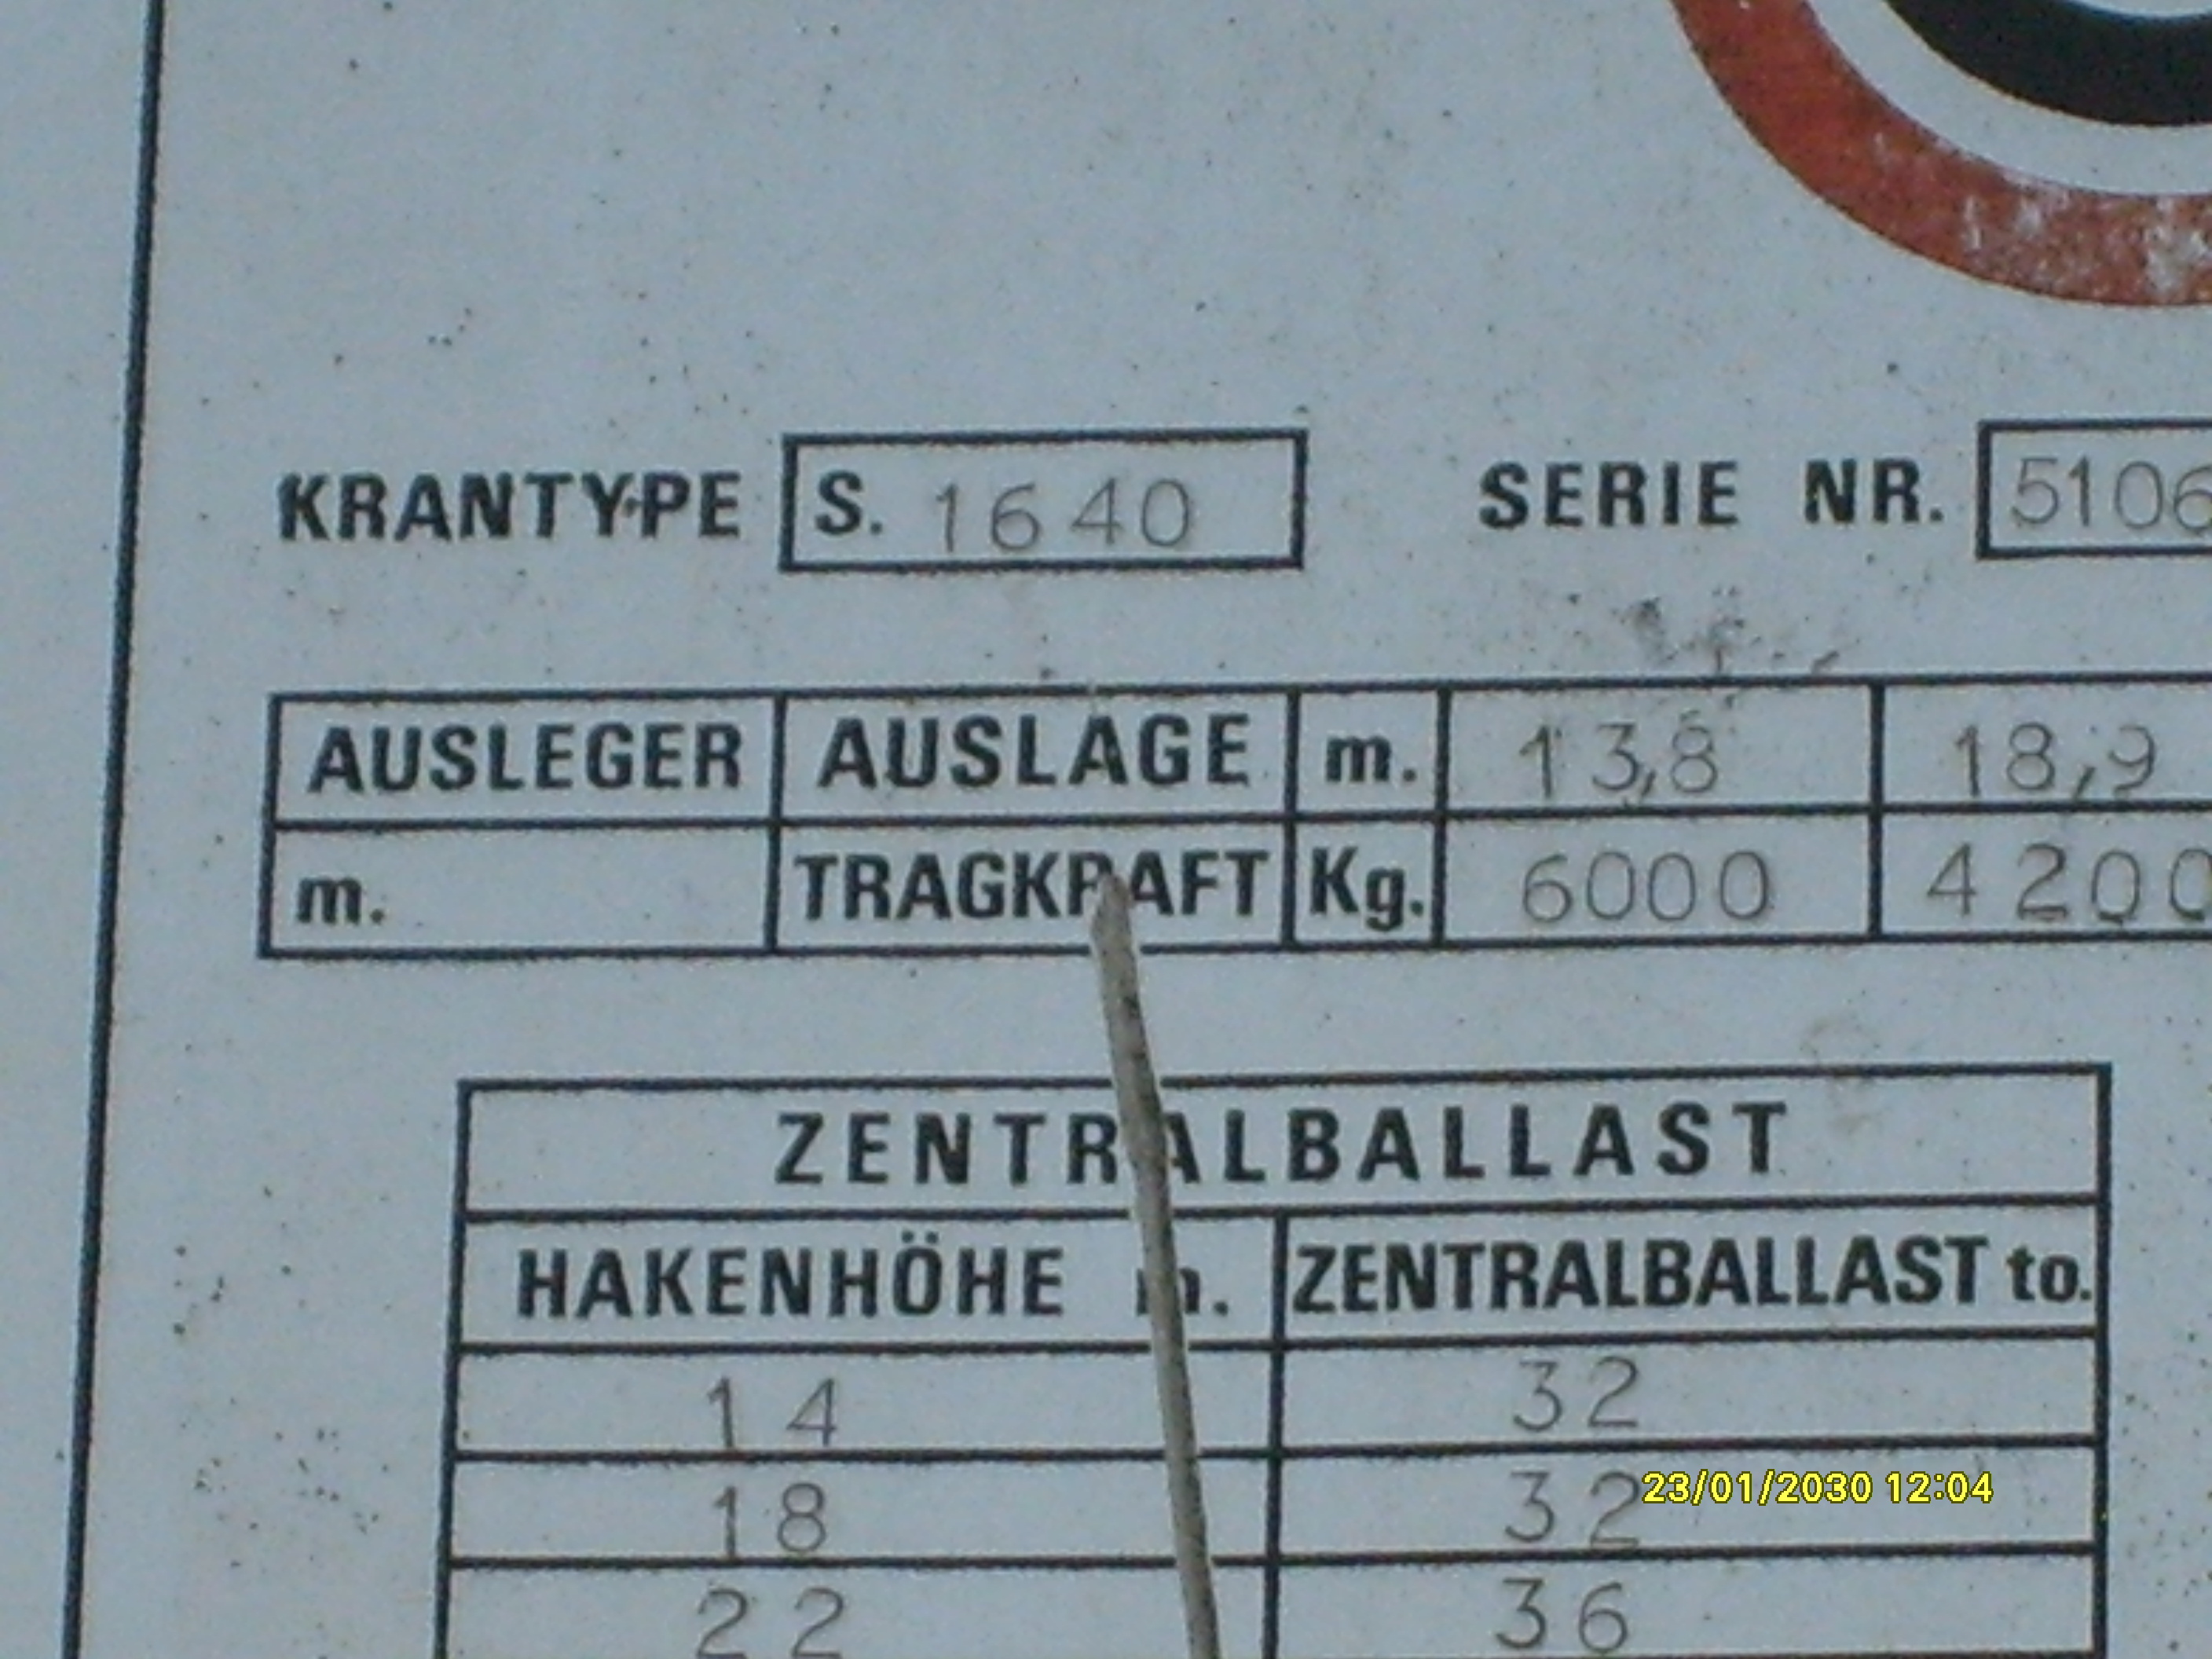 KRANTYPE S. 1640 SERIE NR. 5106
AUSLEGER AUSLAGE m. 13,8 18,9
m. TRAGKRAFT Kg. 6000 4200
ZENTRALBALLAST
HAKENHÖHE m. ZENTRALBALLAST to.
14 32
18 32
23/01/2030 12:04
22 36